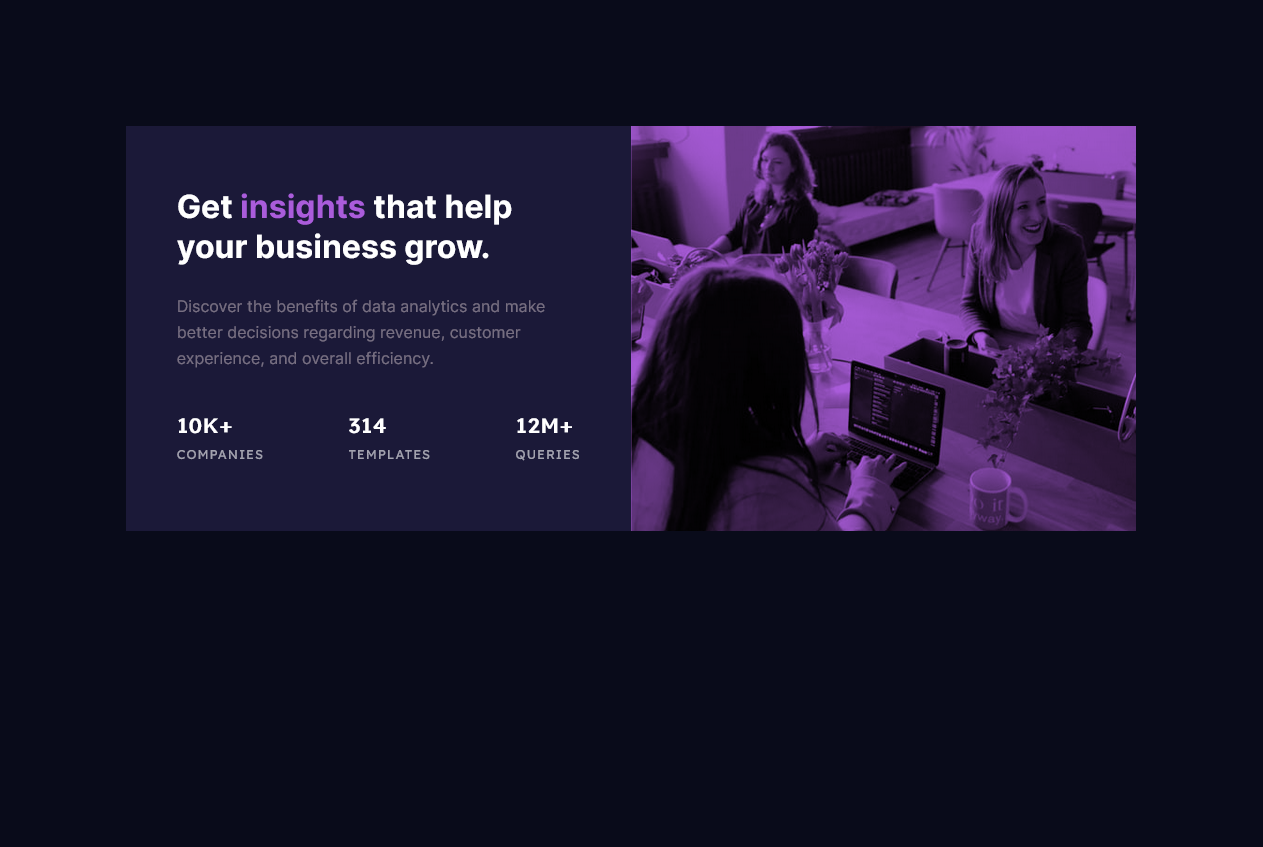 Get insights that help
your business grow.
Discover the benefits of data analytics and make
better decisions regarding revenue, customer
experience, and overall efficiency.
10K+
COMPANIES
314
TEMPLATES
12M+
QUERIES